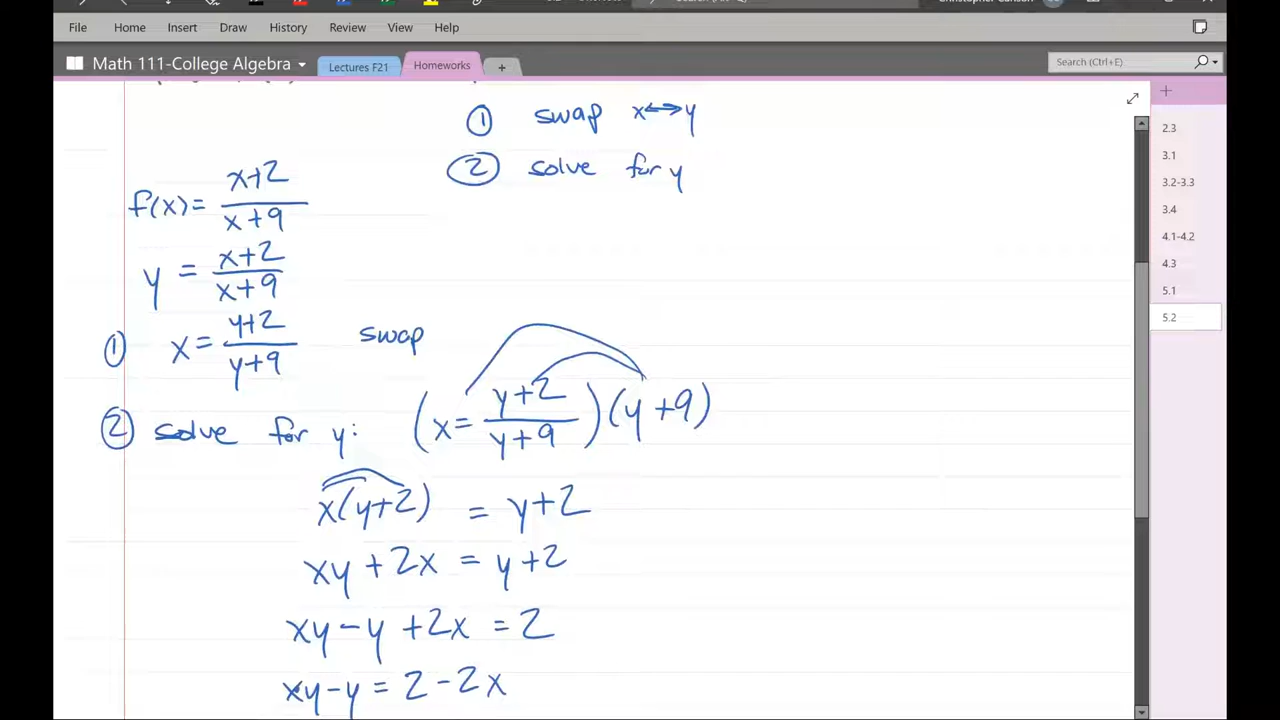 File Home Insert Draw History Review View Help
Math 111-College Algebra Lectures F21 Homeworks + Search (Ctrl+E)
① swap x↔y
② solve for y
f(x)= x+2 / x+9
y = x+2 / x+9
① x= y+2 / y+9 swap
② solve for y: (x= y+2 / y+9)(y+9)
x(y+2) = y+2
xy+2x = y+2
xy-y+2x = 2
xy-y = 2-2x
2.3
3.1
3.2-3.3
3.4
4.1-4.2
4.3
5.1
5.2